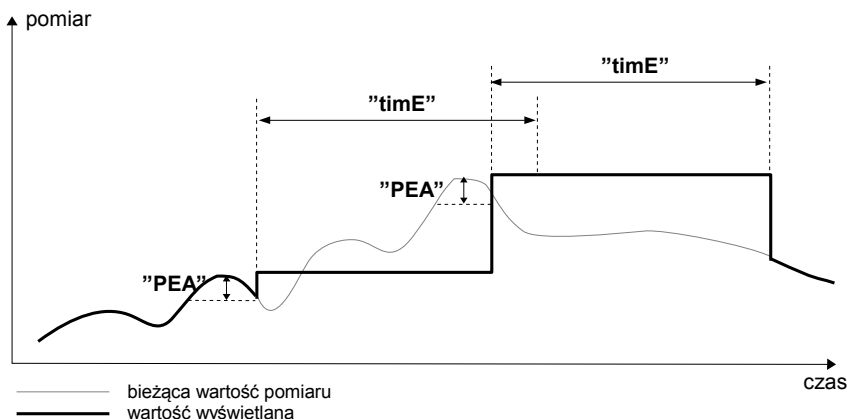 pomiar
”timE”
”timE”
”PEA”
”PEA”
czas
bieżąca wartość pomiaru
wartość wyświetlana